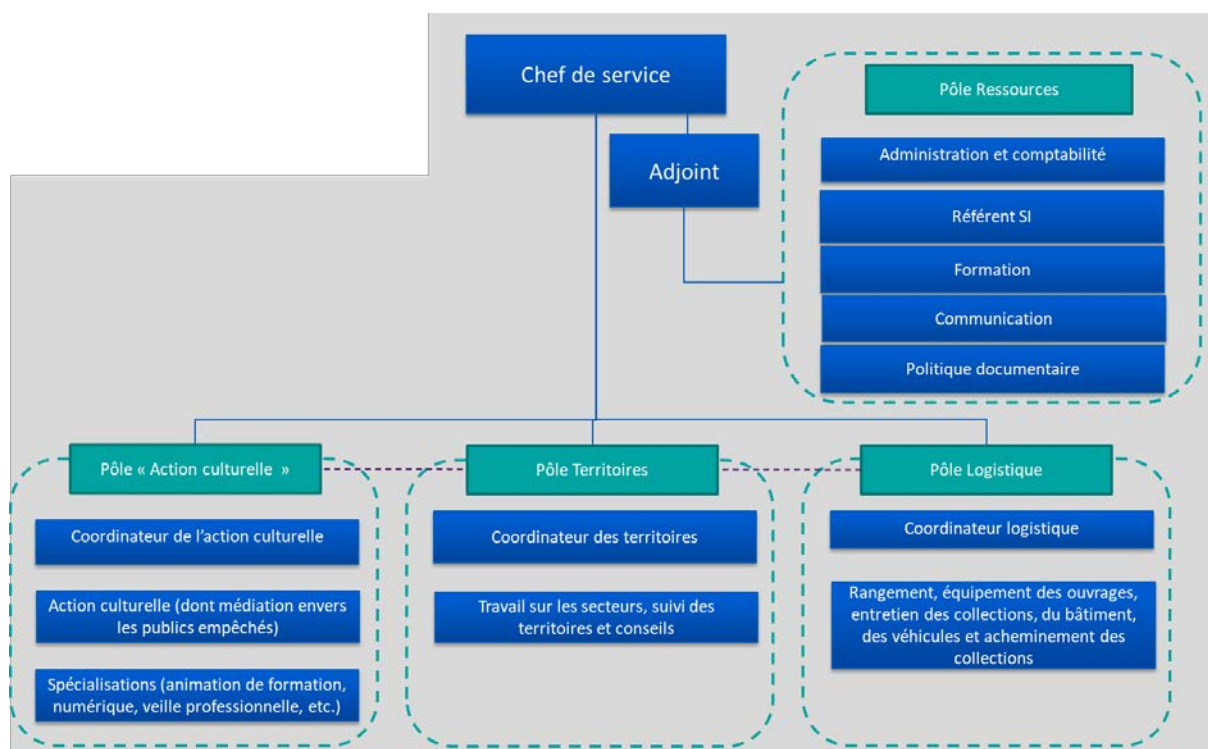 Chef de service
Adjoint
Pôle Ressources
Administration et comptabilité
Référent SI
Formation
Communication
Politique documentaire
Pôle « Action culturelle »
Coordinateur de l'action culturelle
Action culturelle (dont médiation envers
les publics empêchés)
Spécialisations (animation de formation,
numérique, veille professionnelle, etc.)
Pôle Territoires
Coordinateur des territoires
Travail sur les secteurs, suivi des
territoires et conseils
Pôle Logistique
Coordinateur logistique
Rangement, équipement des ouvrages,
entretien des collections, du bâtiment,
des véhicules et acheminement des
collections